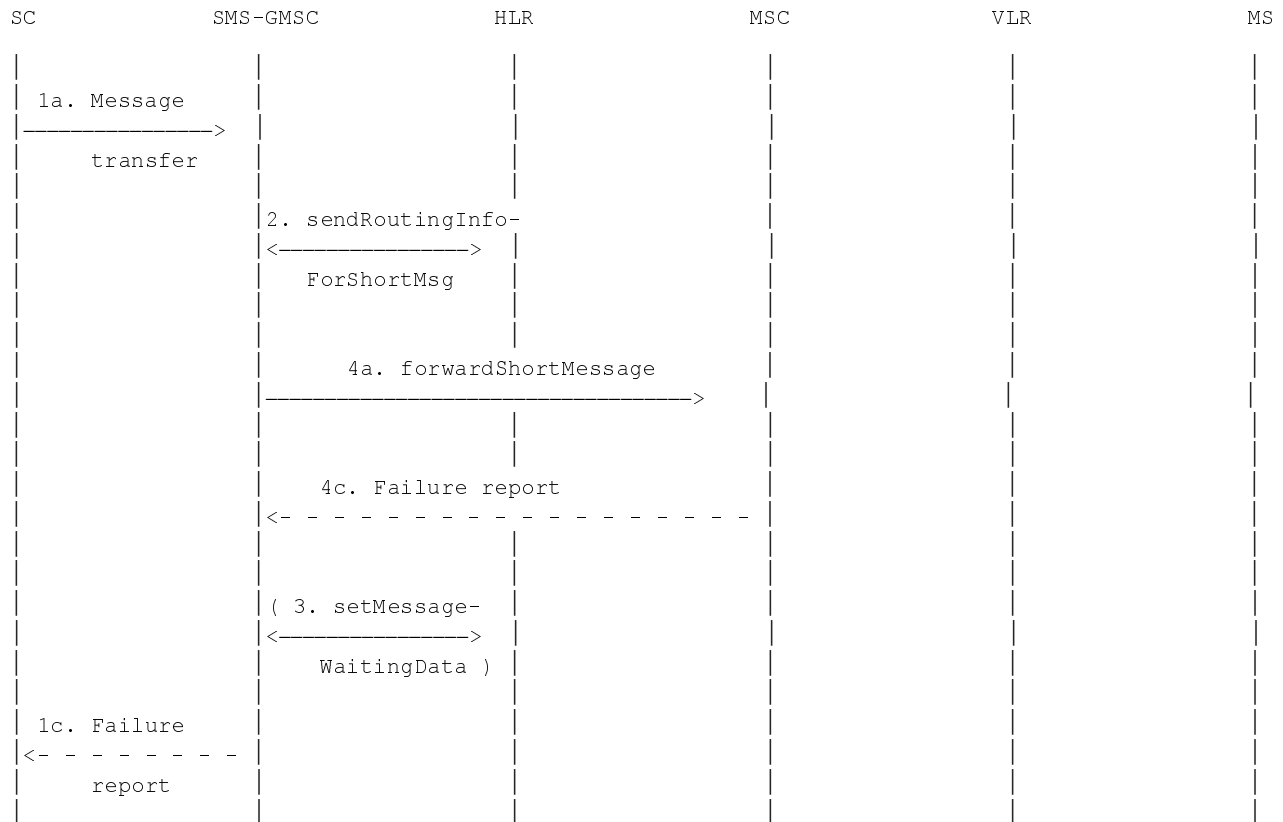 SC SMS-GMSC HLR MSC VLR MS
1a. Message
transfer
2. sendRoutingInfo-
ForShortMsg
4a. forwardShortMessage
4c. Failure report
( 3. setMessage-
WaitingData )
1c. Failure
report